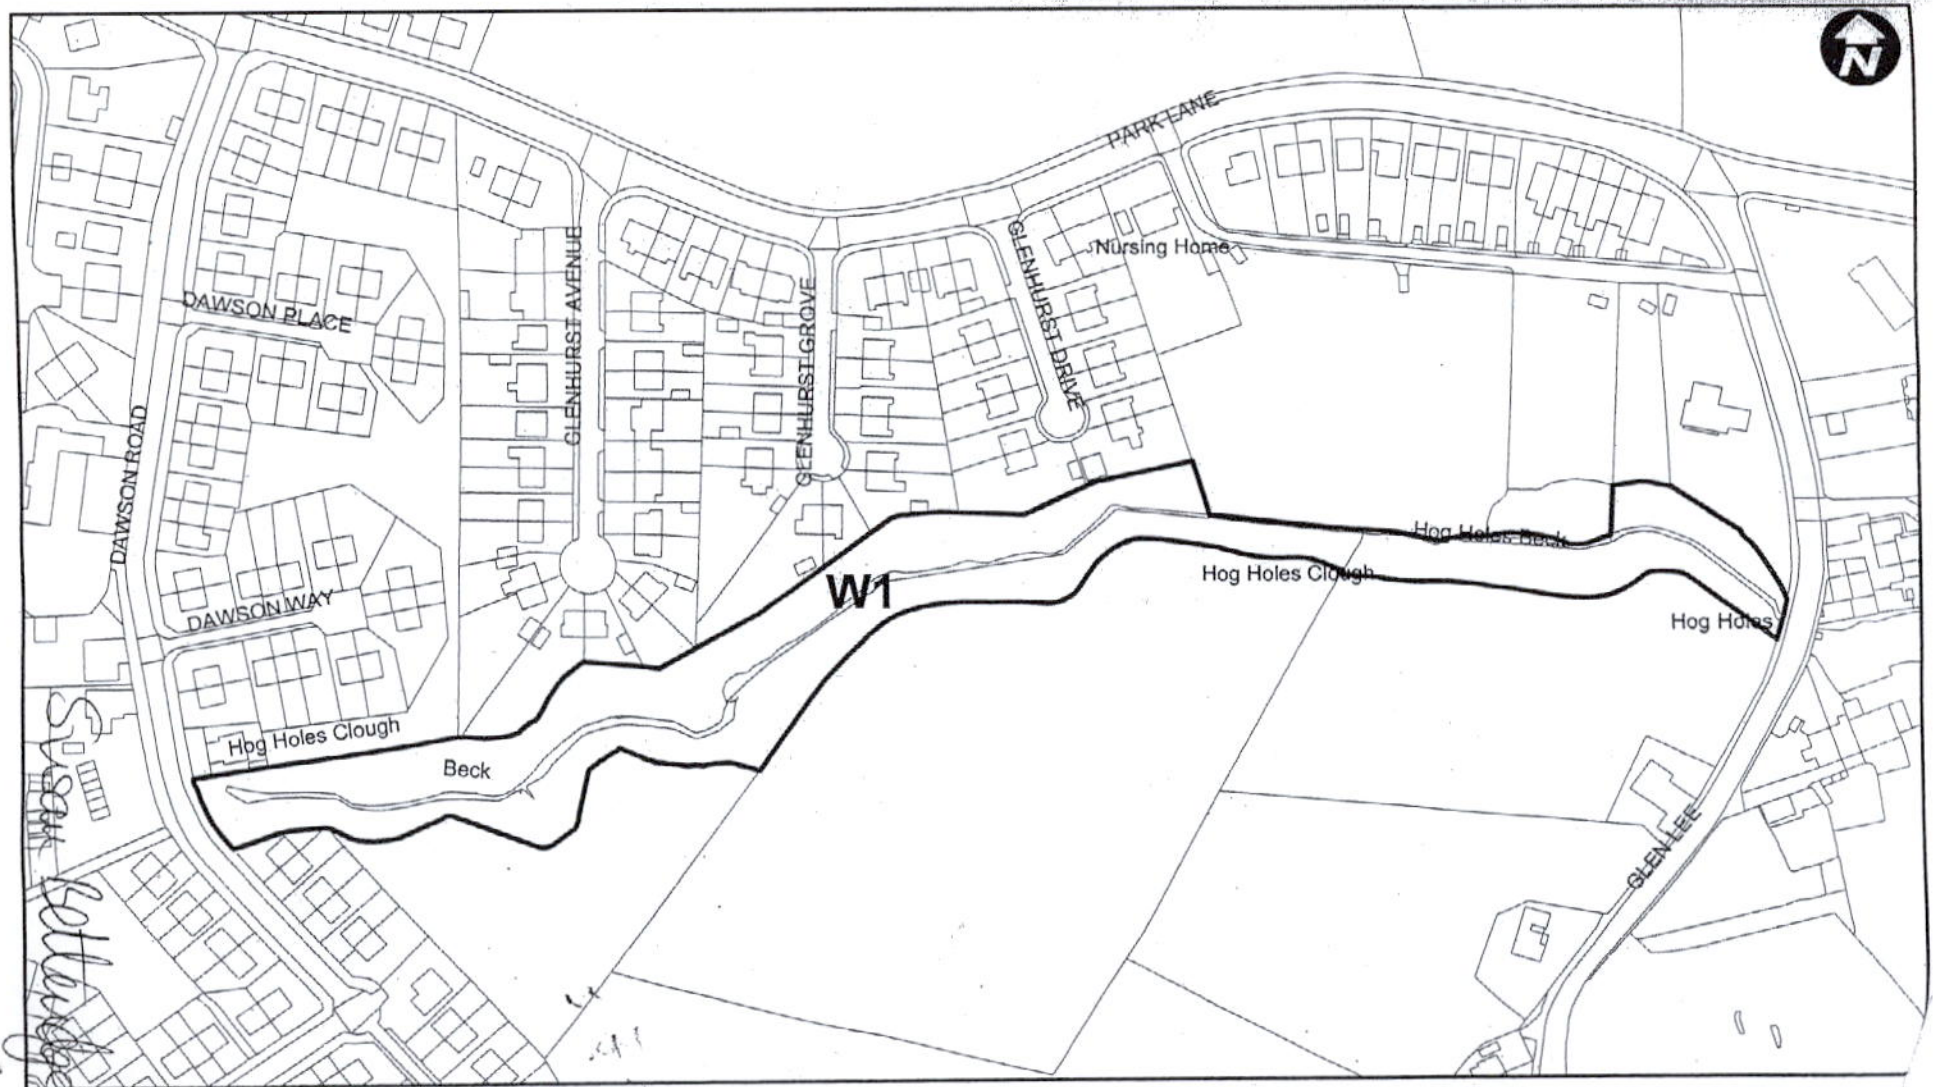 N
PARK LANE
Nursing Home
GLENHURST AVENUE
GLENHURST GROVE
GLENHURST DRIVE
DAWSON PLACE
DAWSON ROAD
Hog Holes Beck
Hog Holes Clough
W1
DAWSON WAY
Hog Holes
Hog Holes Clough
Beck
GLEN LEE